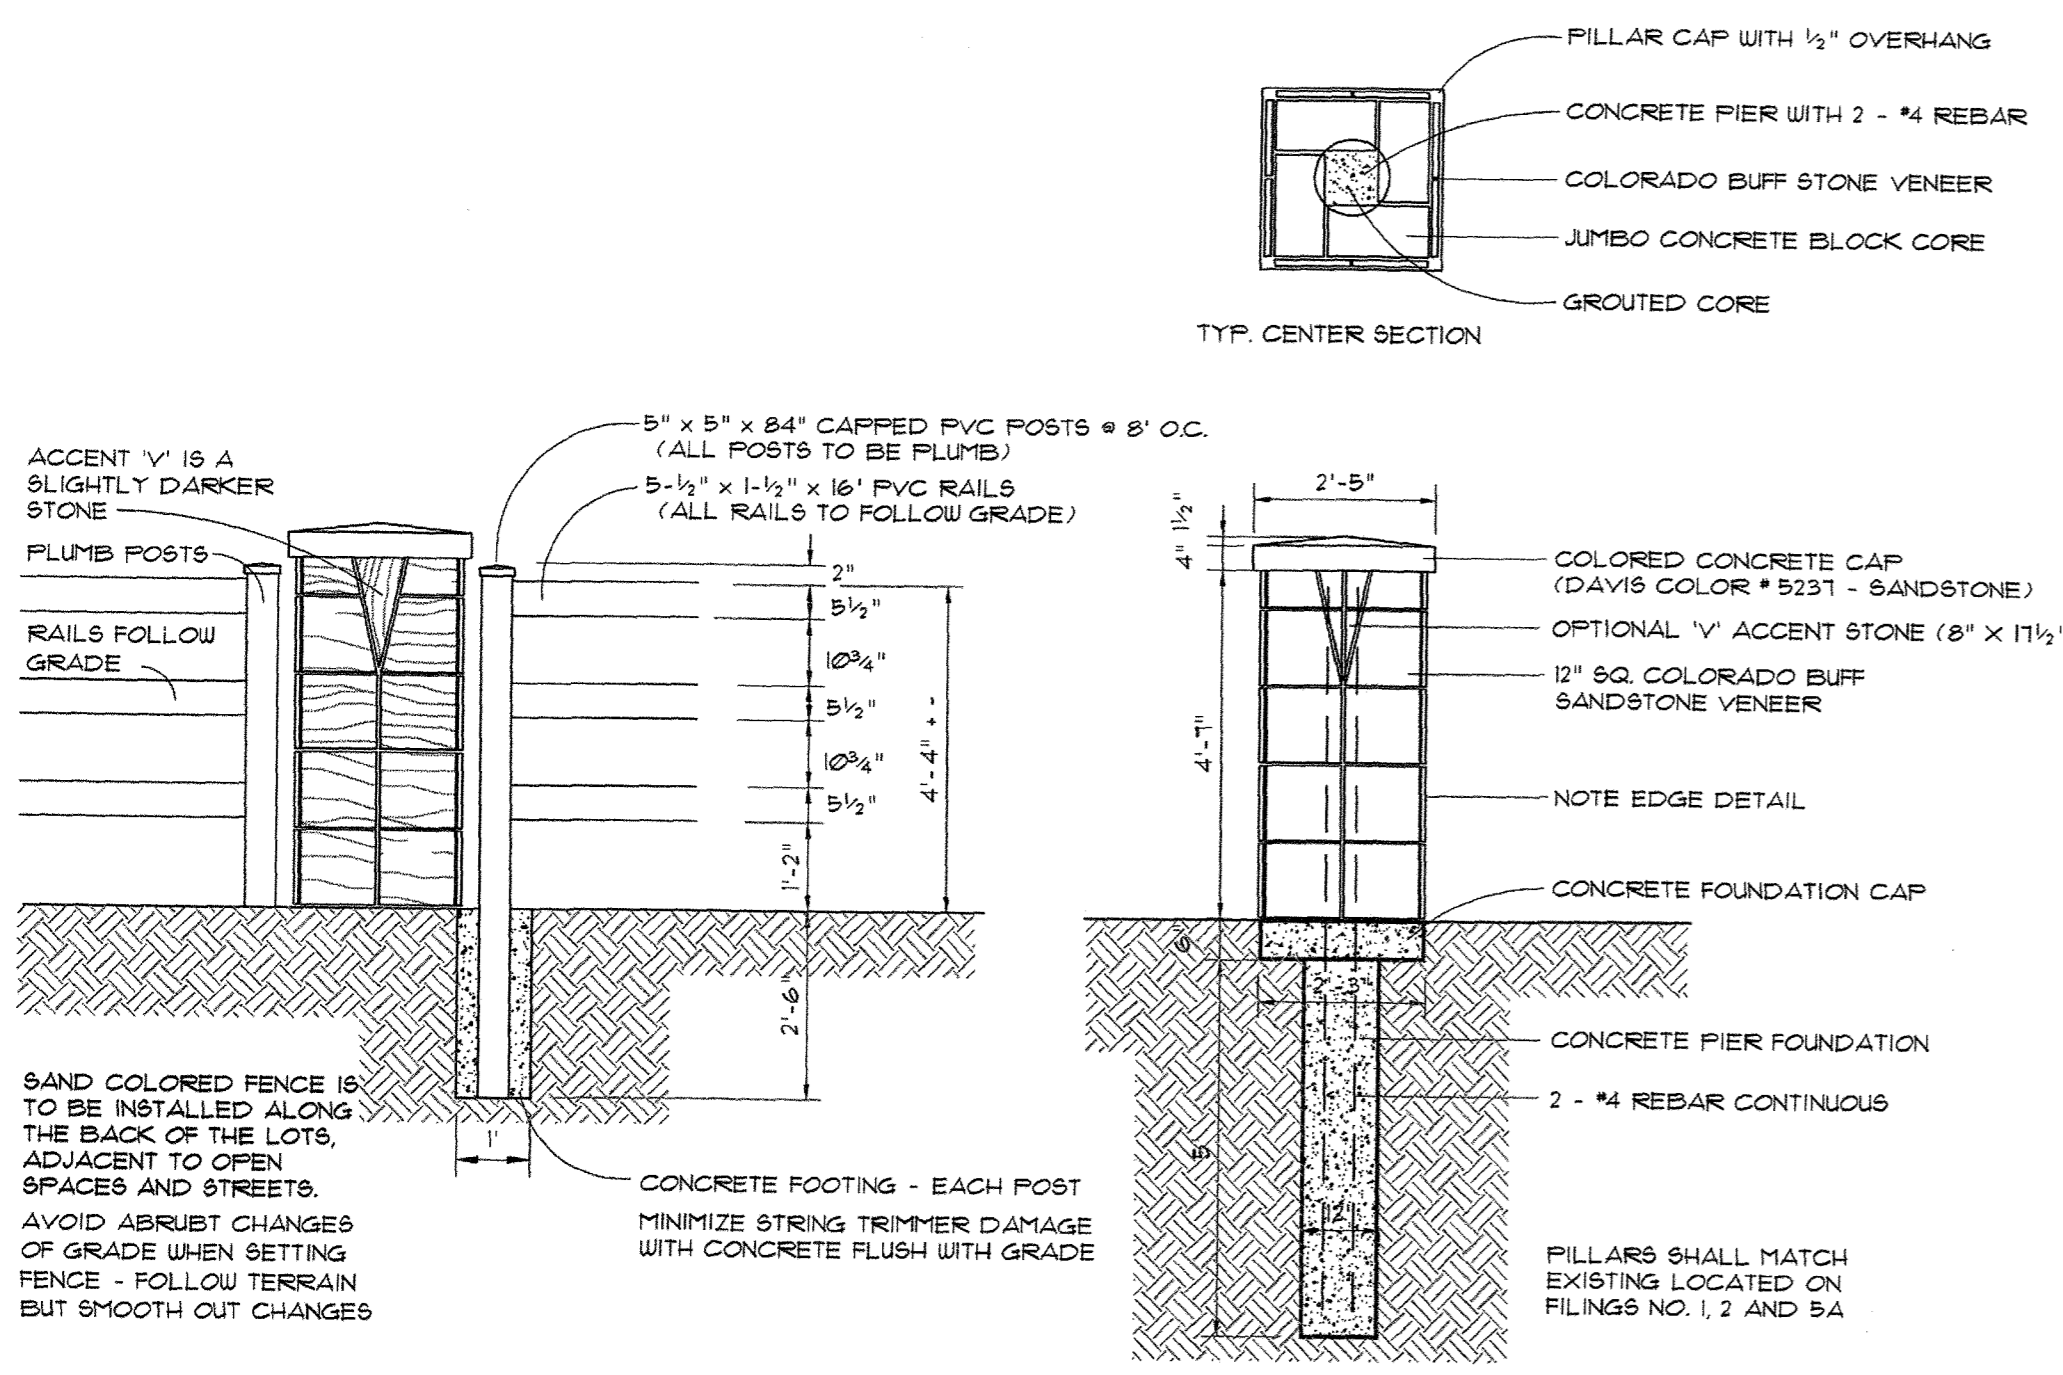 PILLAR CAP WITH ½" OVERHANG
CONCRETE PIER WITH 2 - #4 REBAR
COLORADO BUFF STONE VENEER
JUMBO CONCRETE BLOCK CORE
GROUTED CORE
TYP. CENTER SECTION
5" x 5" x 84" CAPPED PVC POSTS @ 8' O.C.
(ALL POSTS TO BE PLUMB)
5-½" x 1-½" x 16' PVC RAILS
(ALL RAILS TO FOLLOW GRADE)
ACCENT 'V' IS A
SLIGHTLY DARKER
STONE
PLUMB POSTS
RAILS FOLLOW
GRADE
2"
5½"
10¾"
5½"
10¾"
5½"
1'-2"
4'-4" + -
2'-6"
1'
SAND COLORED FENCE IS
TO BE INSTALLED ALONG
THE BACK OF THE LOTS,
ADJACENT TO OPEN
SPACES AND STREETS.
AVOID ABRUBT CHANGES
OF GRADE WHEN SETTING
FENCE - FOLLOW TERRAIN
BUT SMOOTH OUT CHANGES
CONCRETE FOOTING - EACH POST
MINIMIZE STRING TRIMMER DAMAGE
WITH CONCRETE FLUSH WITH GRADE
2'-5"
1½"
4"
4'-7"
6"
2'-3"
5'
12"
COLORED CONCRETE CAP
(DAVIS COLOR # 5237 - SANDSTONE)
OPTIONAL 'V' ACCENT STONE (8" X 17½"
12" SQ. COLORADO BUFF
SANDSTONE VENEER
NOTE EDGE DETAIL
CONCRETE FOUNDATION CAP
CONCRETE PIER FOUNDATION
2 - #4 REBAR CONTINUOUS
PILLARS SHALL MATCH
EXISTING LOCATED ON
FILINGS NO. 1, 2 AND 5A